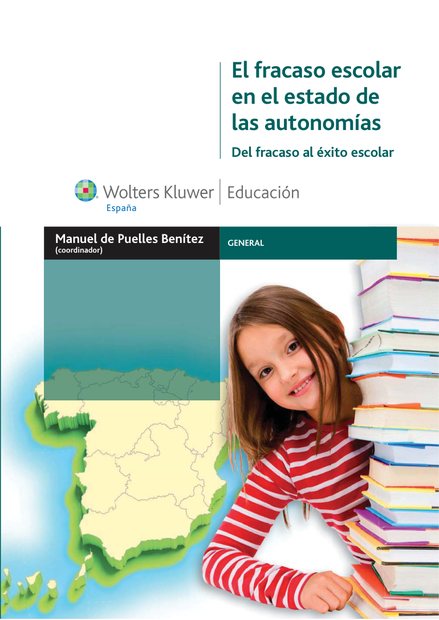 El fracaso escolar
en el estado de
las autonomías
Del fracaso al éxito escolar
Wolters Kluwer | Educación
España
Manuel de Puelles Benítez
(coordinador)
GENERAL